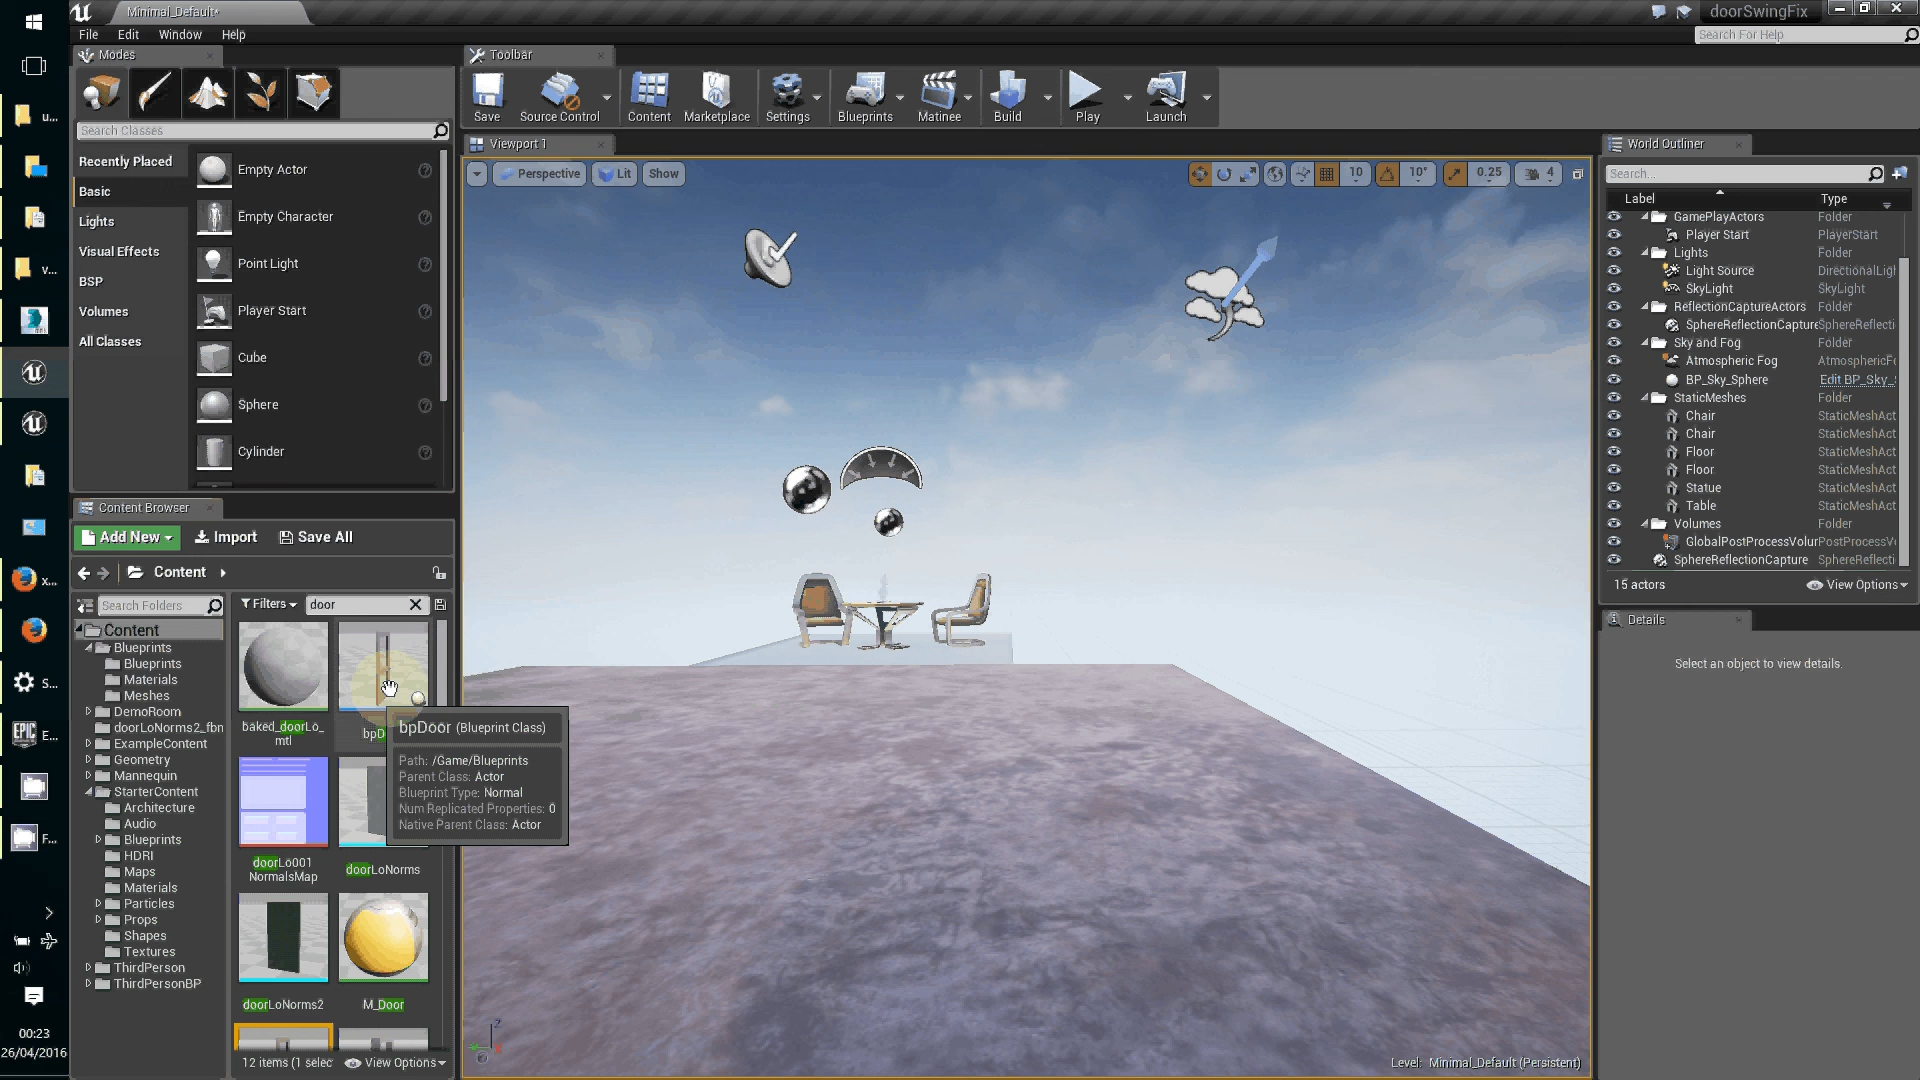 Minimal_Default*
doorSwingFix
File Edit Window Help
Search For Help
Modes
Toolbar
Save
Source Control
Content
Marketplace
Settings
Blueprints
Matinee
Build
Play
Launch
Search Classes
Recently Placed
Basic
Lights
Visual Effects
BSP
Volumes
All Classes
Empty Actor
Empty Character
Point Light
Player Start
Cube
Sphere
Cylinder
Viewport 1
Perspective
Lit
Show
10
10°
0.25
4
World Outliner
Search...
Label Type
GamePlayActors Folder
Player Start PlayerStart
Lights Folder
Light Source DirectionalLigh
SkyLight SkyLight
ReflectionCaptureActors Folder
SphereReflectionCapture SphereReflecti
Sky and Fog Folder
Atmospheric Fog AtmosphericFo
BP_Sky_Sphere Edit BP_Sky_
StaticMeshes Folder
Chair StaticMeshAct
Chair StaticMeshAct
Floor StaticMeshAct
Floor StaticMeshAct
Statue StaticMeshAct
Table StaticMeshAct
Volumes Folder
GlobalPostProcessVolum PostProcessVo
SphereReflectionCapture SphereReflecti
15 actors
View Options
Details
Select an object to view details.
Content Browser
Add New
Import
Save All
Content
Search Folders
Filters
door
Content
Blueprints
Blueprints
Materials
Meshes
DemoRoom
doorLoNorms2_fbn
ExampleContent
Geometry
Mannequin
StarterContent
Architecture
Audio
Blueprints
HDRI
Maps
Materials
Particles
Props
Shapes
Textures
ThirdPerson
ThirdPersonBP
baked_doorLo_
mtl
bpD
doorLo001
NormalsMap
doorLoNorms
doorLoNorms2
M_Door
12 items (1 selec
View Options
bpDoor (Blueprint Class)
Path: /Game/Blueprints
Parent Class: Actor
Blueprint Type: Normal
Num Replicated Properties: 0
Native Parent Class: Actor
Level: Minimal_Default (Persistent)
u...
v...
x...
S...
EPIC
E...
F...
00:23
26/04/2016